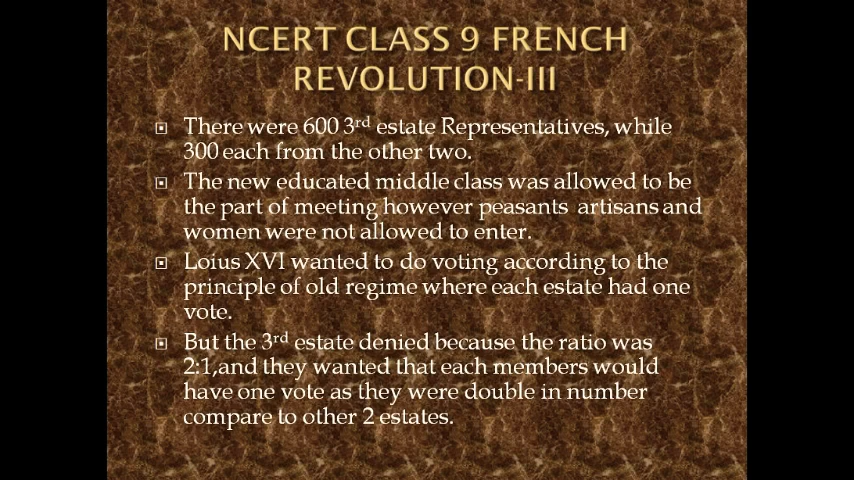 NCERT CLASS 9 FRENCH
REVOLUTION-III
There were 600 3rd estate Representatives, while
300 each from the other two.
The new educated middle class was allowed to be
the part of meeting however peasants artisans and
women were not allowed to enter.
Loius XVI wanted to do voting according to the
principle of old regime where each estate had one
vote.
But the 3rd estate denied because the ratio was
2:1,and they wanted that each members would
have one vote as they were double in number
compare to other 2 estates.